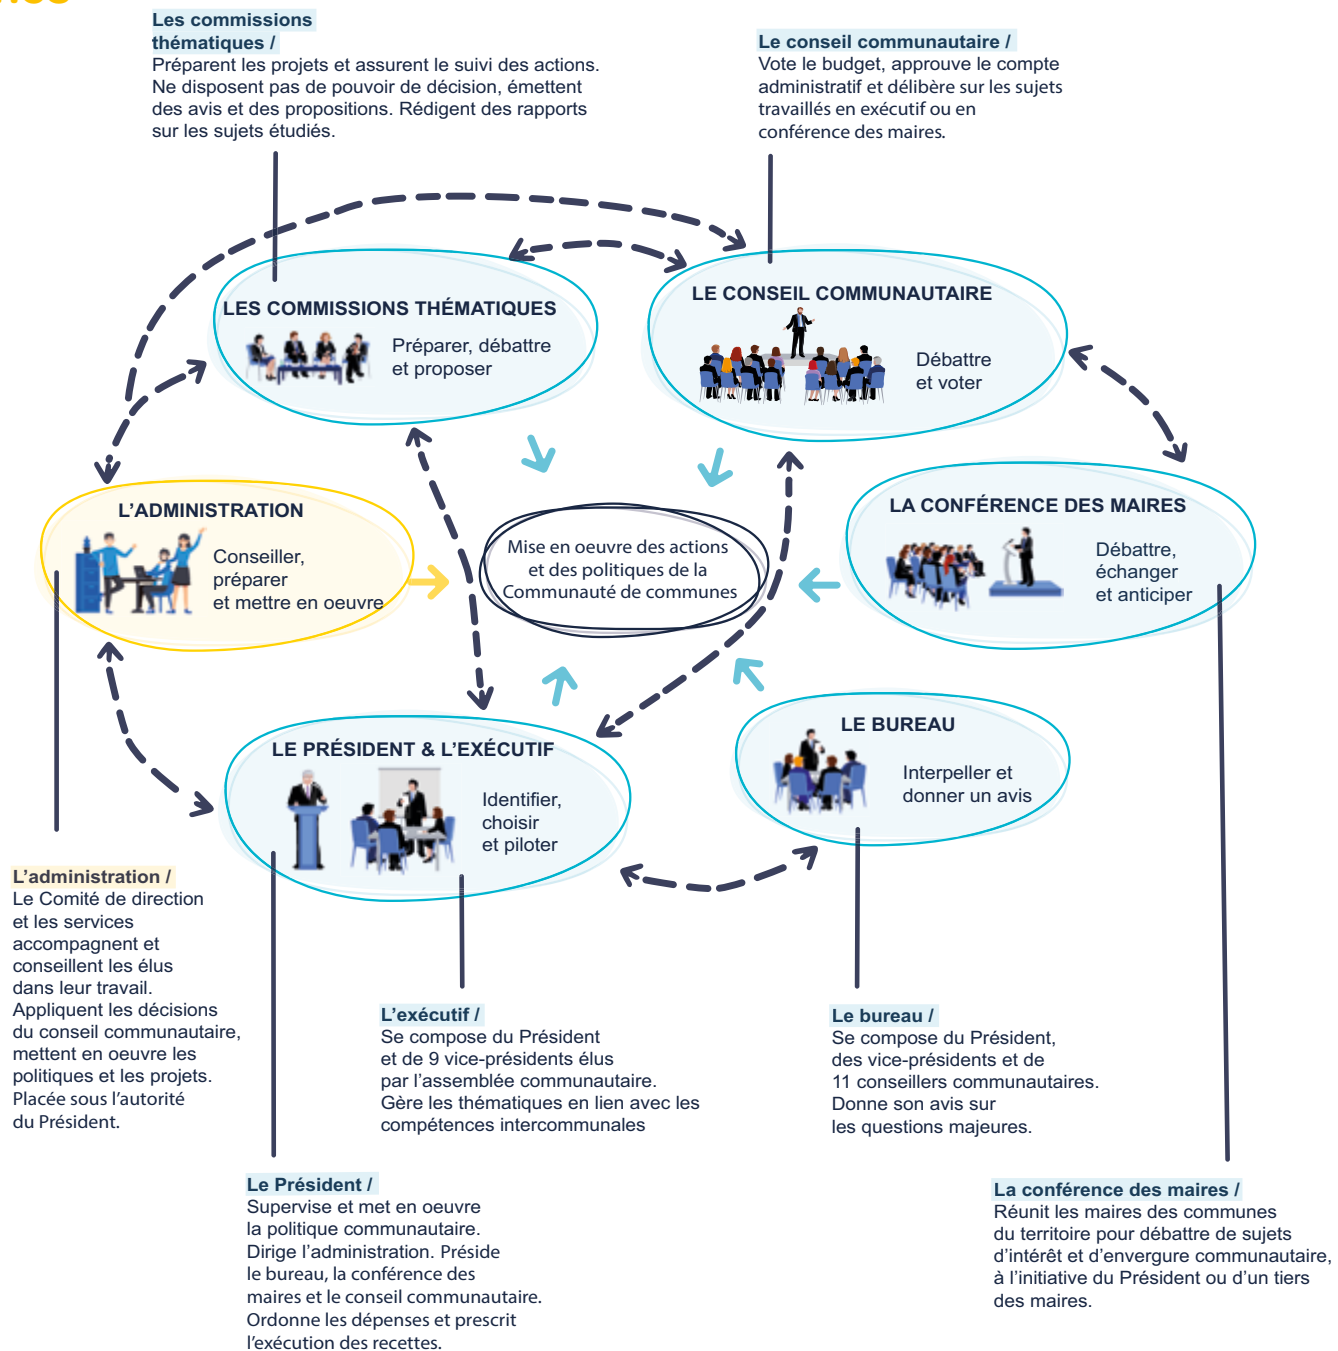 Les commissions
thématiques /
Préparent les projets et assurent le suivi des actions.
Ne disposent pas de pouvoir de décision, émettent
des avis et des propositions. Rédigent des rapports
sur les sujets étudiés.
Le conseil communautaire /
Vote le budget, approuve le compte
administratif et délibère sur les sujets
travaillés en exécutif ou en
conférence des maires.
LES COMMISSIONS THÉMATIQUES
Préparer, débattre
et proposer
LE CONSEIL COMMUNAUTAIRE
Débattre
et voter
L'ADMINISTRATION
Conseiller,
préparer
et mettre en oeuvre
Mise en oeuvre des actions
et des politiques de la
Communauté de communes
LA CONFÉRENCE DES MAIRES
Débattre,
échanger
et anticiper
LE PRÉSIDENT & L'EXÉCUTIF
Identifier,
choisir
et piloter
LE BUREAU
Interpeller et
donner un avis
L'administration /
Le Comité de direction
et les services
accompagnent et
conseillent les élus
dans leur travail.
Appliquent les décisions
du conseil communautaire,
mettent en oeuvre les
politiques et les projets.
Placée sous l'autorité
du Président.
L'exécutif /
Se compose du Président
et de 9 vice-présidents élus
par l'assemblée communautaire.
Gère les thématiques en lien avec les
compétences intercommunales
Le bureau /
Se compose du Président,
des vice-présidents et de
11 conseillers communautaires.
Donne son avis sur
les questions majeures.
Le Président /
Supervise et met en oeuvre
la politique communautaire.
Dirige l'administration. Préside
le bureau, la conférence des
maires et le conseil communautaire.
Ordonne les dépenses et prescrit
l'exécution des recettes.
La conférence des maires /
Réunit les maires des communes
du territoire pour débattre de sujets
d'intérêt et d'envergure communautaire,
à l'initiative du Président ou d'un tiers
des maires.